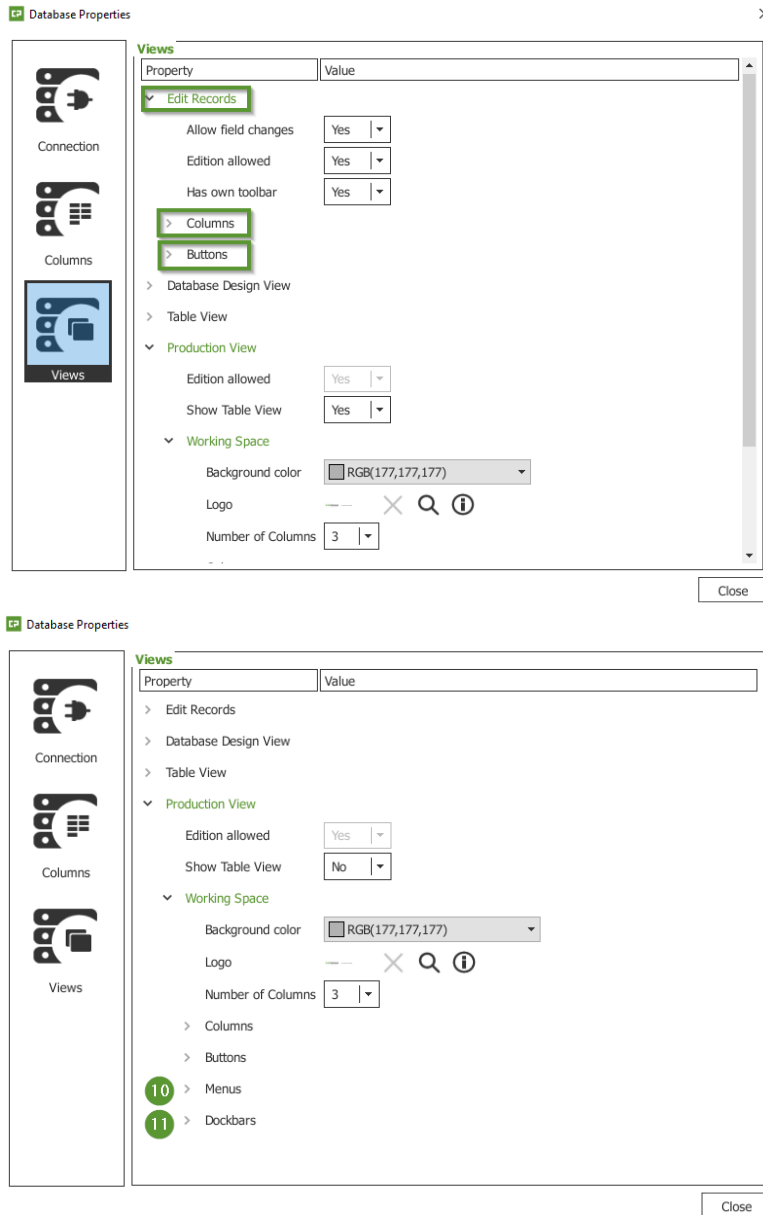 Database Properties
Views
Property Value
Edit Records
Allow field changes Yes
Connection
Edition allowed Yes
Has own toolbar Yes
Columns
Buttons
Columns
Database Design View
Table View
Production View
Views
Edition allowed Yes
Show Table View Yes
Working Space
Background color RGB(177,177,177)
Logo
Number of Columns 3
Close
Database Properties
Views
Property Value
Edit Records
Database Design View
Connection
Table View
Production View
Edition allowed Yes
Show Table View No
Columns
Working Space
Background color RGB(177,177,177)
Logo
Views
Number of Columns 3
Columns
Buttons
10 Menus
11 Dockbars
Close